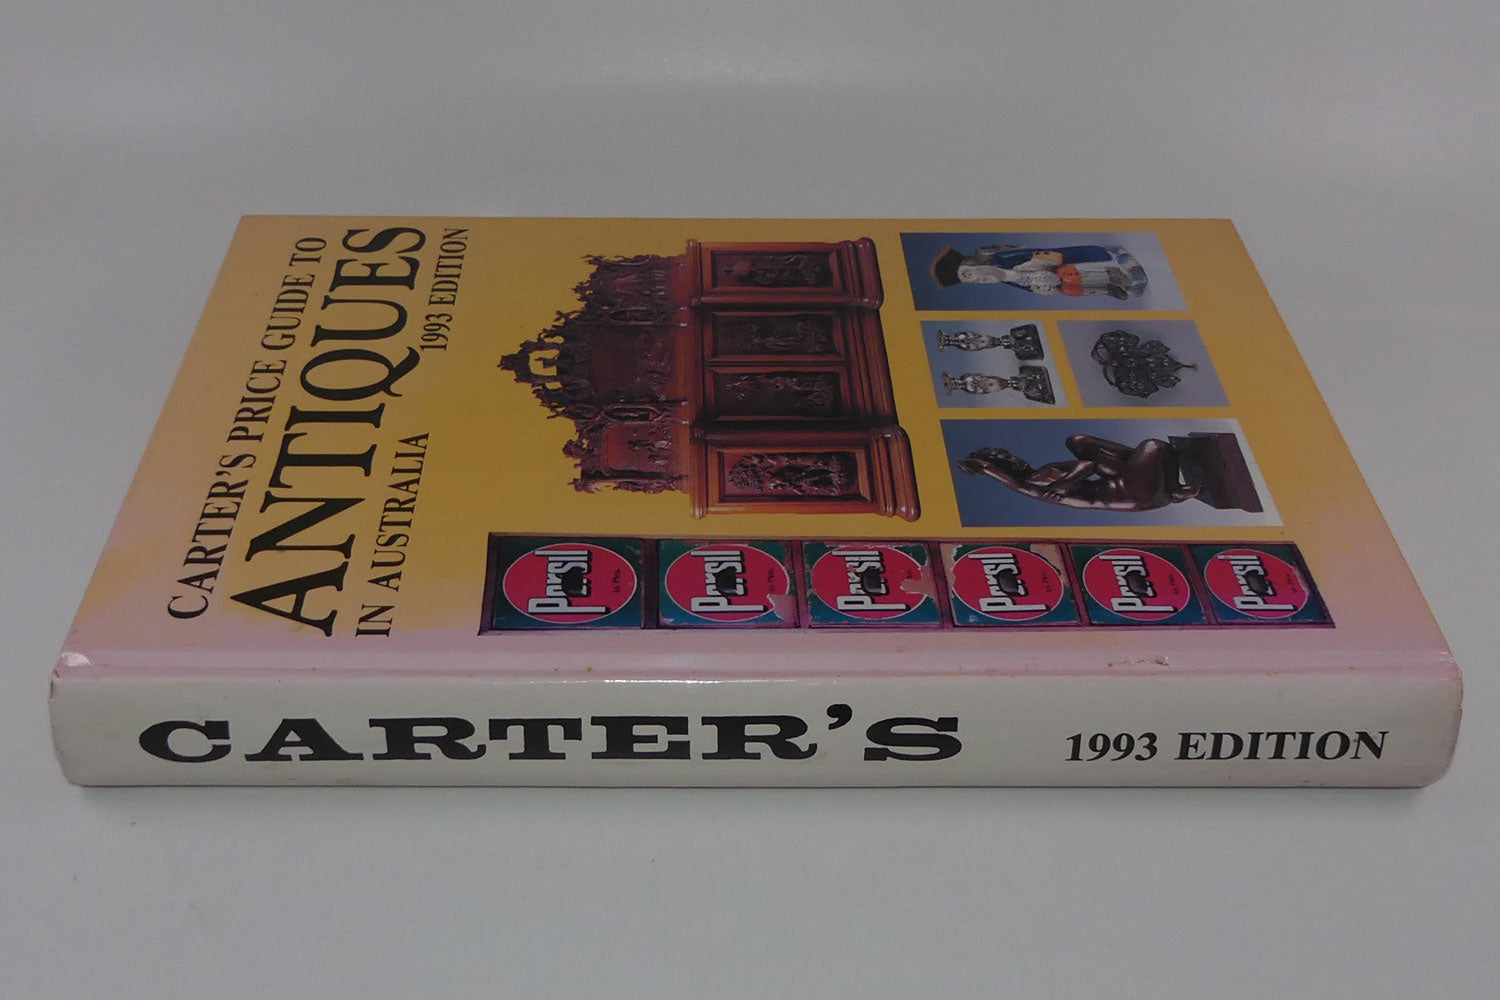 CARTER'S PRICE GUIDE TO
ANTIQUES
IN AUSTRALIA
1993 EDITION
Persil
Persil
Persil
Persil
Persil
Persil
CARTER'S
1993 EDITION